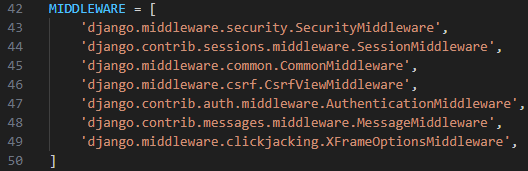 42 MIDDLEWARE = [
43     'django.middleware.security.SecurityMiddleware',
44     'django.contrib.sessions.middleware.SessionMiddleware',
45     'django.middleware.common.CommonMiddleware',
46     'django.middleware.csrf.CsrfViewMiddleware',
47     'django.contrib.auth.middleware.AuthenticationMiddleware',
48     'django.contrib.messages.middleware.MessageMiddleware',
49     'django.middleware.clickjacking.XFrameOptionsMiddleware',
50 ]